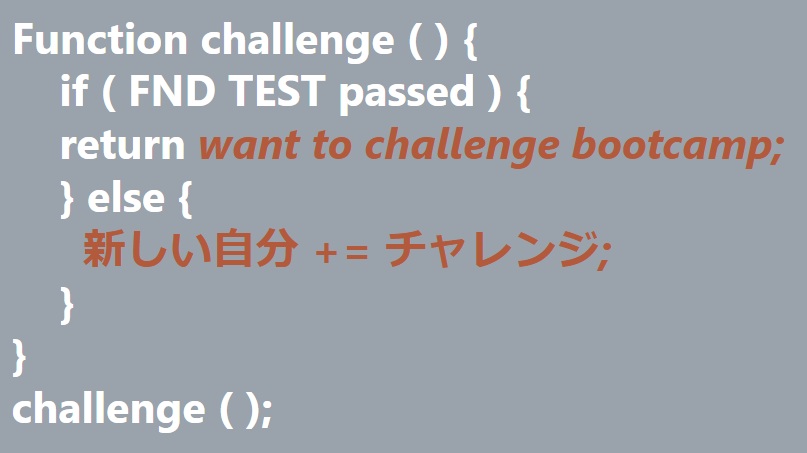 Function challenge ( ) {
if ( FND TEST passed ) {
return want to challenge bootcamp;
} else {
新しい自分 += チャレンジ;
}
}
challenge ( );